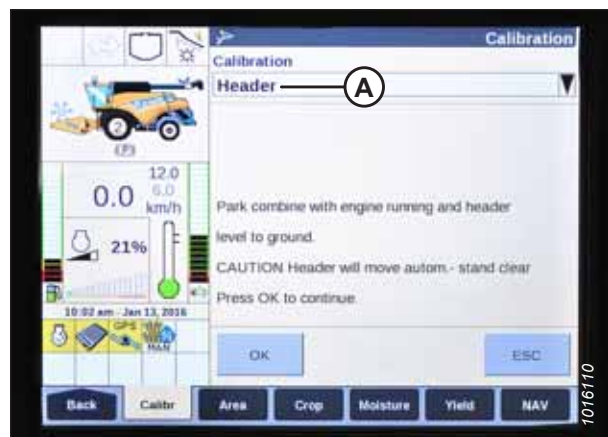 Calibration
Calibration
Header
A
2
(P)
12.0
0.0
6.0
km/h
21%
Park combine with engine running and header
level to ground.
CAUTION Header will move autom.- stand clear
Press OK to continue
10:02 am - Jan 13, 2016
GPS
MAN
OK
ESC
Back
Calibr
Area
Crop
Moisture
Yield
NAV
1016110